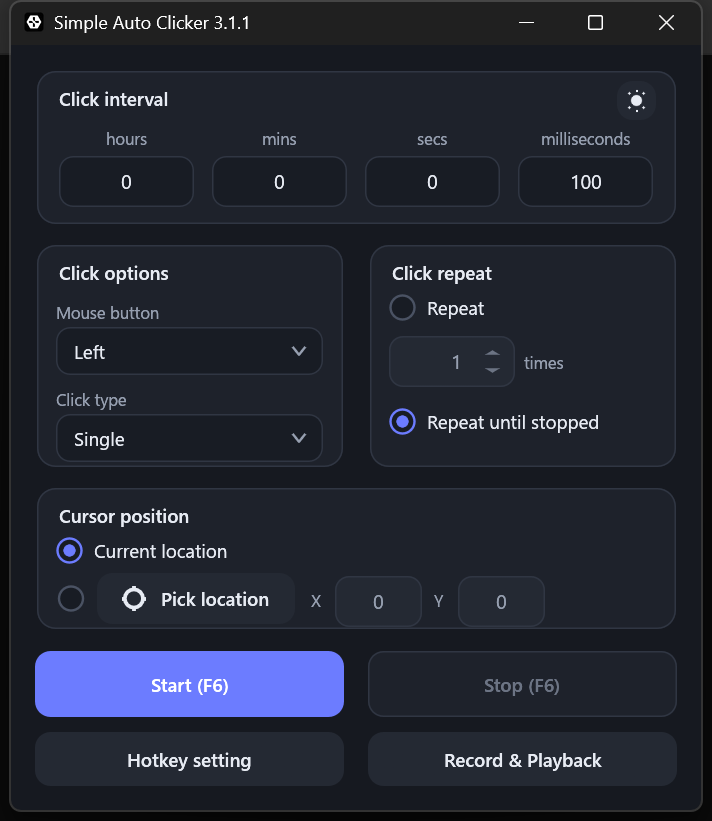 Simple Auto Clicker 3.1.1
Click interval
hours mins secs milliseconds
0 0 0 100
Click options
Mouse button
Left
Click type
Single
Click repeat
Repeat
1 times
Repeat until stopped
Cursor position
Current location
Pick location X 0 Y 0
Start (F6) Stop (F6)
Hotkey setting Record & Playback